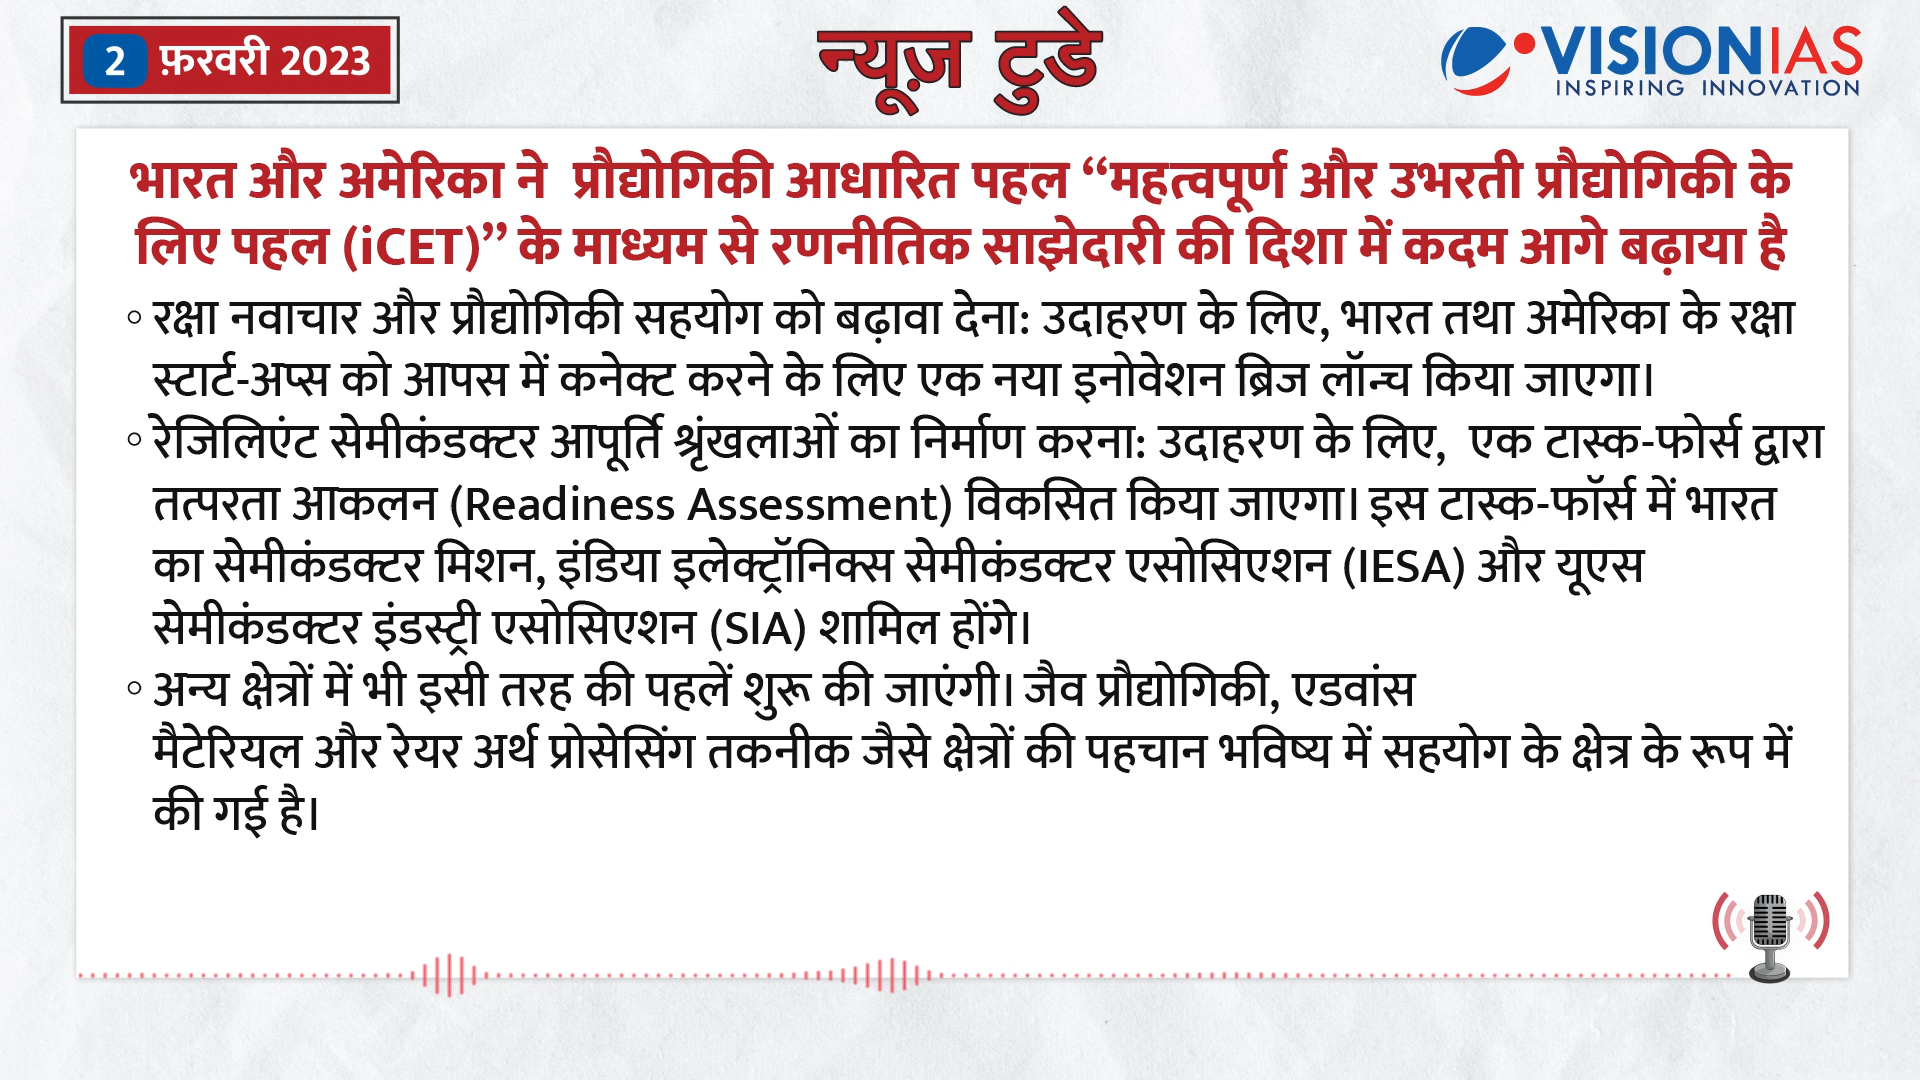 2 फ़रवरी 2023
न्यूज़ टुडे
VISIONIAS
INSPIRING INNOVATION
भारत और अमेरिका ने प्रौद्योगिकी आधारित पहल “महत्वपूर्ण और उभरती प्रौद्योगिकी के
लिए पहल (iCET)” के माध्यम से रणनीतिक साझेदारी की दिशा में कदम आगे बढ़ाया है
◦ रक्षा नवाचार और प्रौद्योगिकी सहयोग को बढ़ावा देना: उदाहरण के लिए, भारत तथा अमेरिका के रक्षा
स्टार्ट-अप्स को आपस में कनेक्ट करने के लिए एक नया इनोवेशन ब्रिज लॉन्च किया जाएगा।
◦ रेजिलिएंट सेमीकंडक्टर आपूर्ति श्रृंखलाओं का निर्माण करना: उदाहरण के लिए, एक टास्क-फोर्स द्वारा
तत्परता आकलन (Readiness Assessment) विकसित किया जाएगा। इस टास्क-फॉर्स में भारत
का सेमीकंडक्टर मिशन, इंडिया इलेक्ट्रॉनिक्स सेमीकंडक्टर एसोसिएशन (IESA) और यूएस
सेमीकंडक्टर इंडस्ट्री एसोसिएशन (SIA) शामिल होंगे।
◦ अन्य क्षेत्रों में भी इसी तरह की पहलें शुरू की जाएंगी। जैव प्रौद्योगिकी, एडवांस
मैटेरियल और रेयर अर्थ प्रोसेसिंग तकनीक जैसे क्षेत्रों की पहचान भविष्य में सहयोग के क्षेत्र के रूप में
की गई है।